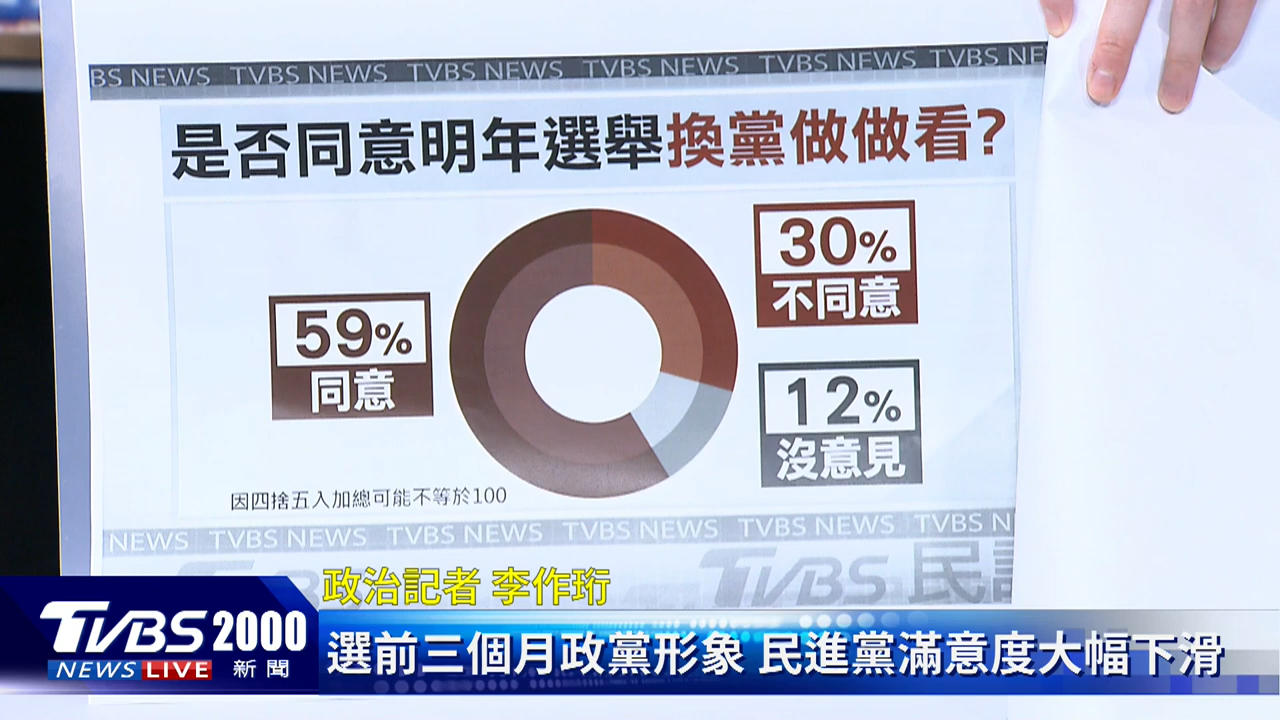 BS NEWS TVBS NEWS TVBS NEWS TVBS NEWS TVBS NEWS TVBS NE
是否同意明年選舉換黨做做看?
30%
不同意
59%
同意
12%
沒意見
因四捨五入加總可能不等於100
NEWS TVBS NEWS TVBS NEWS TVBS NEWS TVBS NEWS TVBS N
TVBS 民
政治記者 李作珩
TVBS 2000
NEWS LIVE 新聞
選前三個月政黨形象 民進黨滿意度大幅下滑